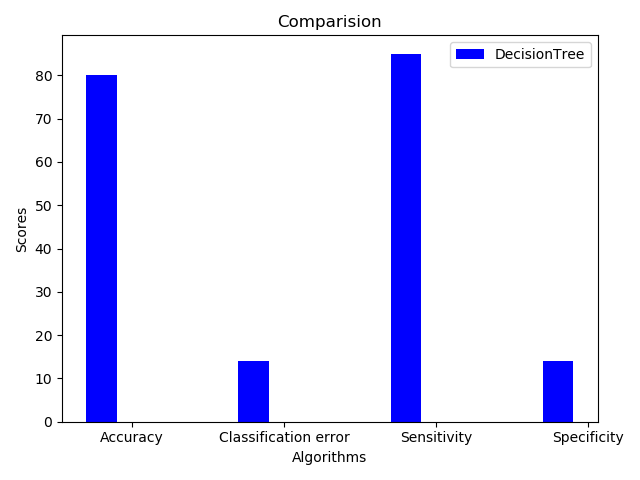 Comparision
DecisionTree
Scores
80
70
60
50
40
30
20
10
0
Accuracy
Classification error
Sensitivity
Specificity
Algorithms